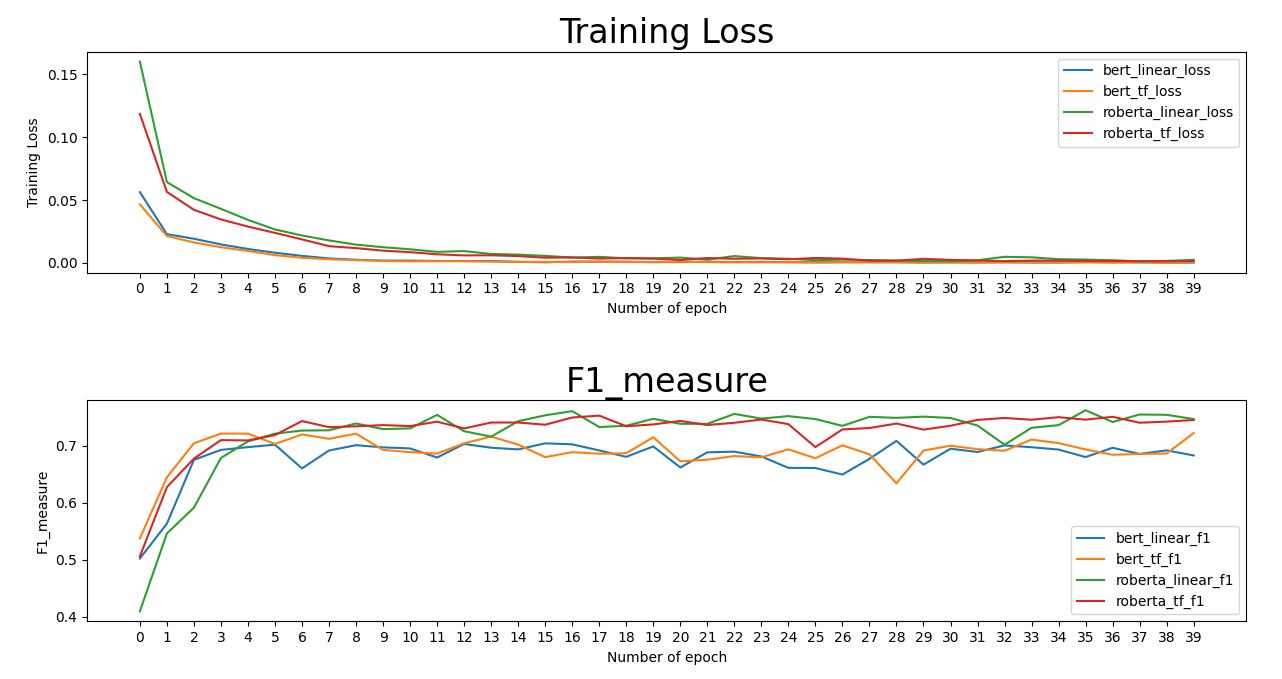 Training Loss
0.15
0.10
0.05
0.00
Training Loss
bert_linear_loss
bert_tf_loss
roberta_linear_loss
roberta_tf_loss
0 1 2 3 4 5 6 7 8 9 10 11 12 13 14 15 16 17 18 19 20 21 22 23 24 25 26 27 28 29 30 31 32 33 34 35 36 37 38 39
Number of epoch
F1_measure
0.7
0.6
0.5
0.4
F1_measure
bert_linear_f1
bert_tf_f1
roberta_linear_f1
roberta_tf_f1
0 1 2 3 4 5 6 7 8 9 10 11 12 13 14 15 16 17 18 19 20 21 22 23 24 25 26 27 28 29 30 31 32 33 34 35 36 37 38 39
Number of epoch